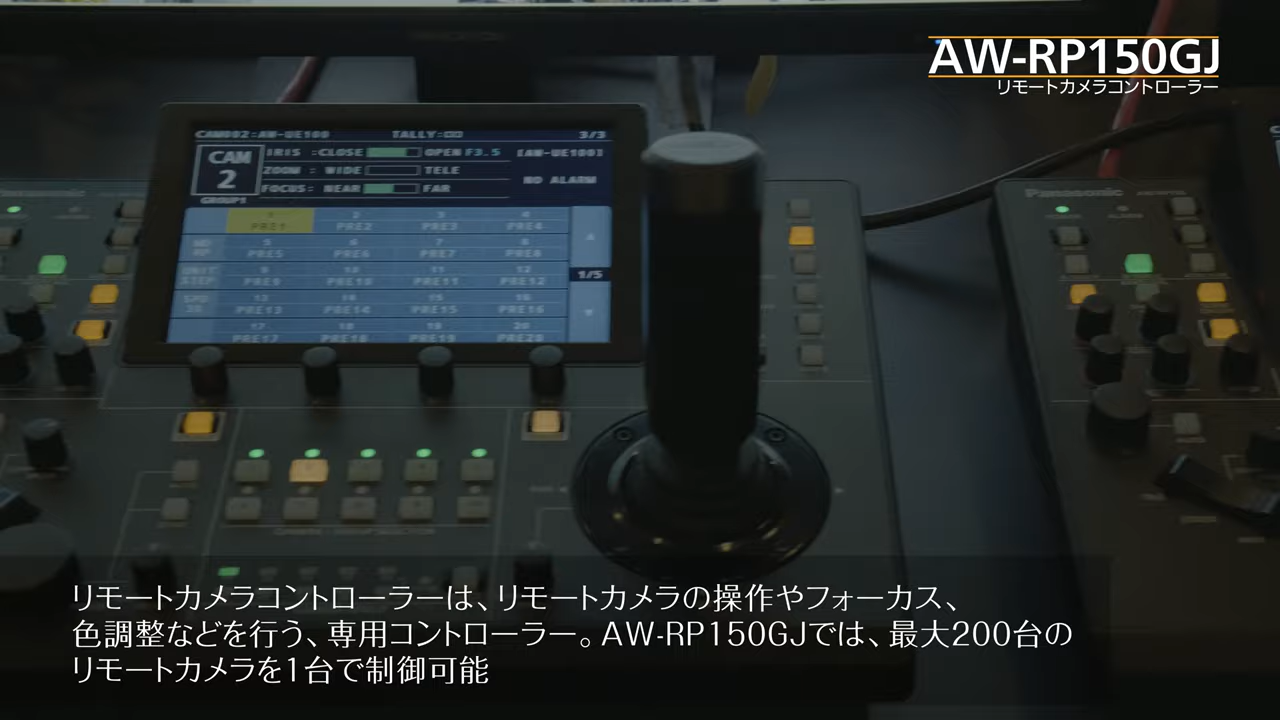 AW-RP150GJ
リモートカメラコントローラー
CAM002:AW-UE100 TALLY:□□ 3/3
CAM 2
GROUP1
IRIS :CLOSE OPEN F3.5 [AW-UE100]
ZOOM : WIDE TELE
FOCUS: NEAR FAR
NO ALARM
1 2 3 4
PRE1 PRE2 PRE3 PRE4
5 6 7 8
PRE5 PRE6 PRE7 PRE8
9 10 11 12
PRE9 PRE10 PRE11 PRE12
1/5
13 14 15 16
PRE13 PRE14 PRE15 PRE16
17 18 19 20
PRE17 PRE18 PRE19 PRE20
Panasonic
リモートカメラコントローラーは、リモートカメラの操作やフォーカス、
色調整などを行う、専用コントローラー。AW-RP150GJでは、最大200台の
リモートカメラを1台で制御可能